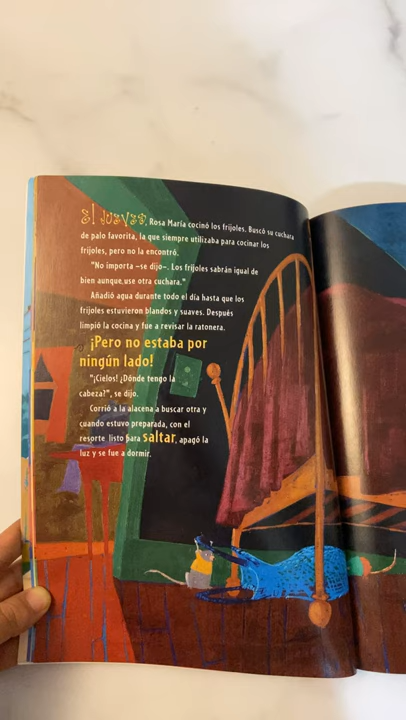 El jueves, Rosa María cocinó los frijoles. Buscó su cuchara
de palo favorita, la que siempre utilizaba para cocinar los
frijoles, pero no la encontró.
"No importa –se dijo–. Los frijoles sabrán igual de
bien aunque use otra cuchara."
Añadió agua durante todo el día hasta que los
frijoles estuvieron blandos y suaves. Después
limpió la cocina y fue a revisar la ratonera.
¡Pero no estaba por
ningún lado!
"¡Cielos! ¿Dónde tengo la
cabeza?", se dijo.
Corrió a la alacena a buscar otra y
cuando estuvo preparada, con el
resorte listo para saltar, apagó la
luz y se fue a dormir.